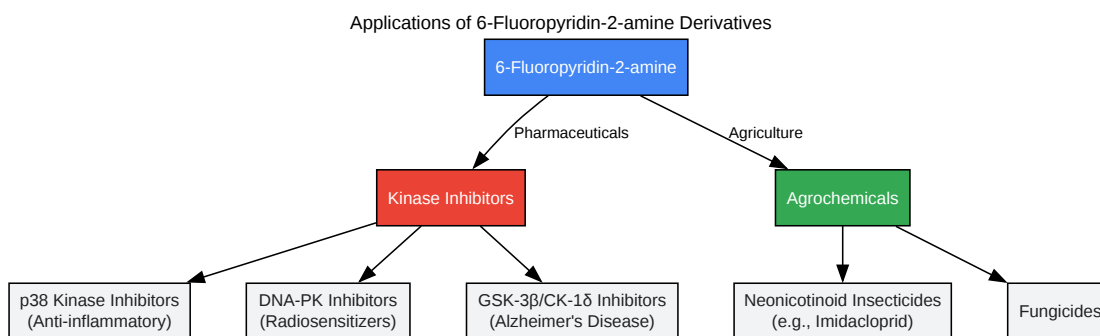 Applications of 6-Fluoropyridin-2-amine Derivatives
6-Fluoropyridin-2-amine
Pharmaceuticals
Agriculture
Kinase Inhibitors
Agrochemicals
p38 Kinase Inhibitors
(Anti-inflammatory)
DNA-PK Inhibitors
(Radiosensitizers)
GSK-3β/CK-1δ Inhibitors
(Alzheimer's Disease)
Neonicotinoid Insecticides
(e.g., Imidacloprid)
Fungicides